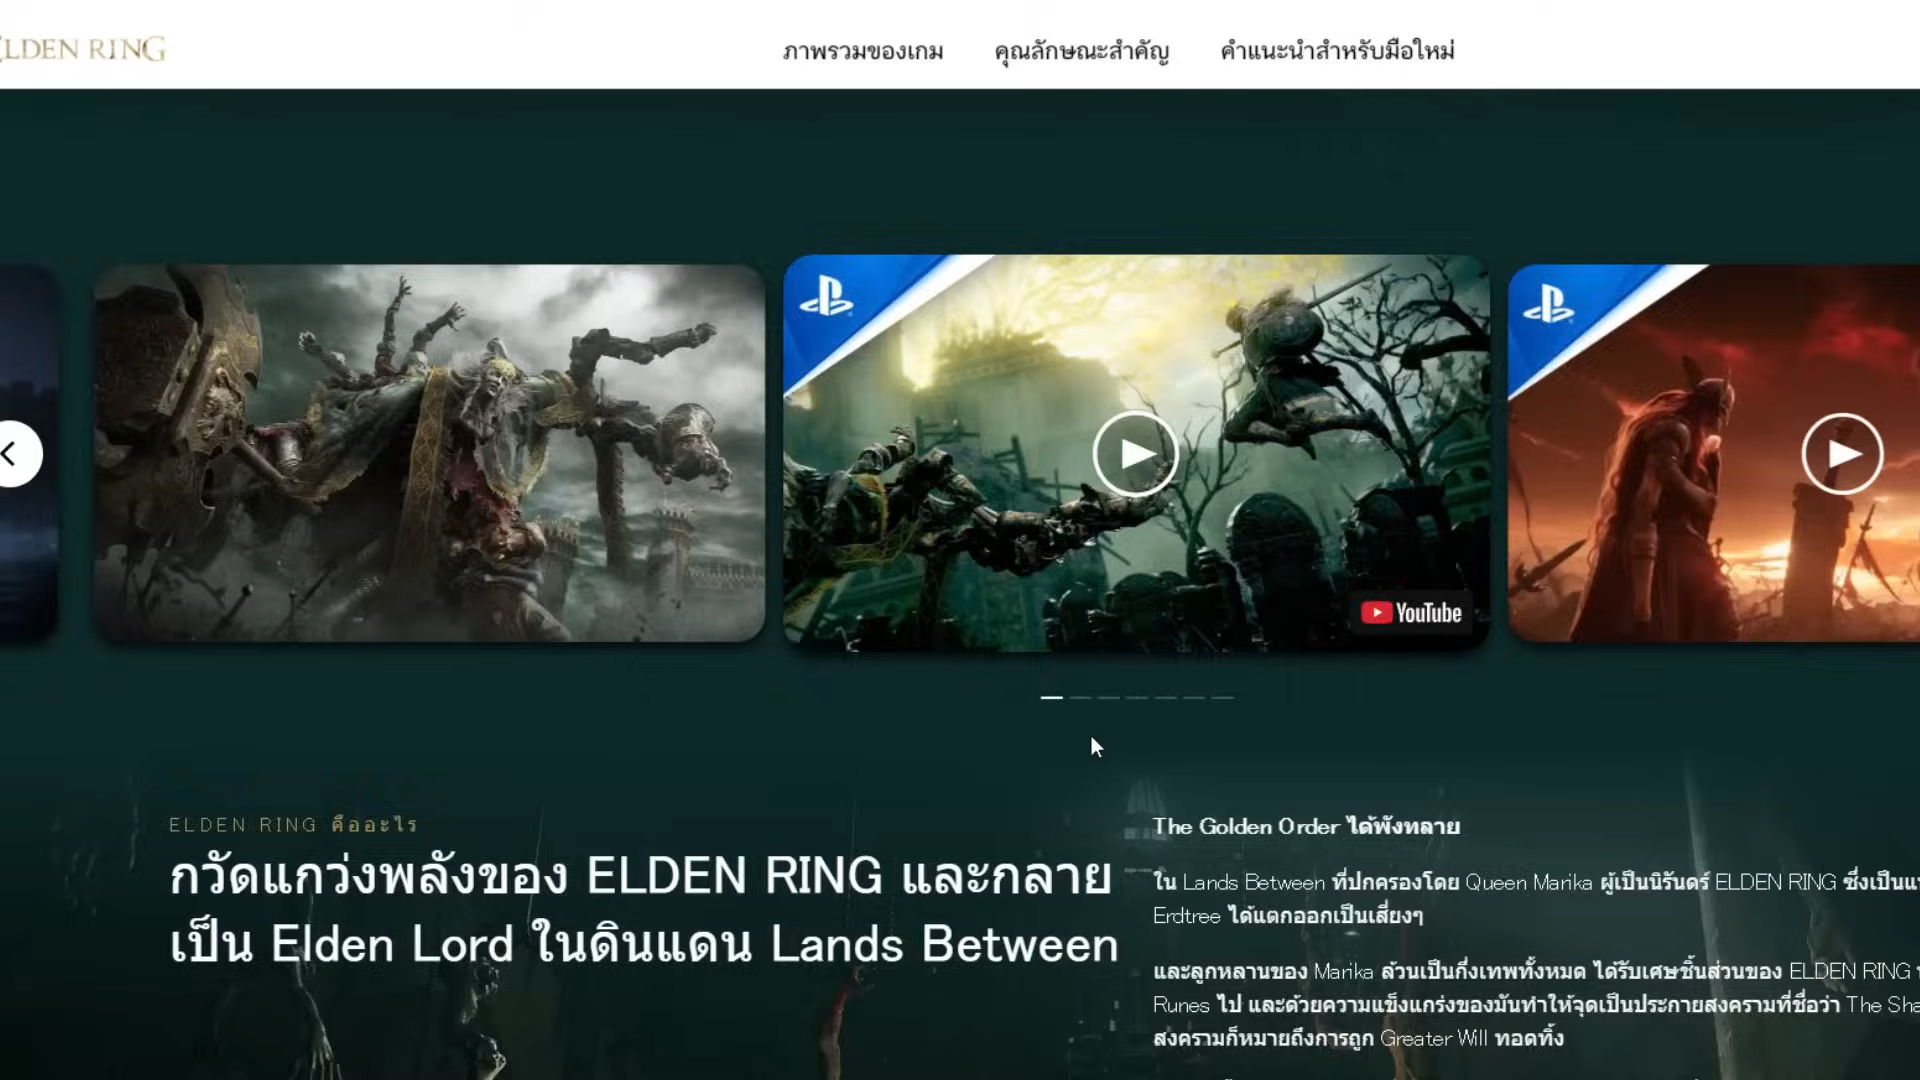 ELDEN RING
ภาพรวมของเกม
คุณลักษณะสำคัญ
คำแนะนำสำหรับมือใหม่
YouTube
ELDEN RING คืออะไร
กวัดแกว่งพลังของ ELDEN RING และกลาย
เป็น Elden Lord ในดินแดน Lands Between
The Golden Order ได้พังทลาย
ใน Lands Between ที่ปกครองโดย Queen Marika ผู้เป็นนิรันดร์ ELDEN RING ซึ่งเป็น
Erdtree ได้แตกออกเป็นเสี่ยงๆ
และลูกหลานของ Marika ล้วนเป็นกึ่งเทพทั้งหมด ได้รับเศษชิ้นส่วนของ ELDEN RING
Runes ไป และด้วยความแข็งแกร่งของมันทำให้จุดเป็นประกายสงครามที่ชื่อว่า The
สงครามก็หมายถึงการถูก Greater Will ทอดทิ้ง